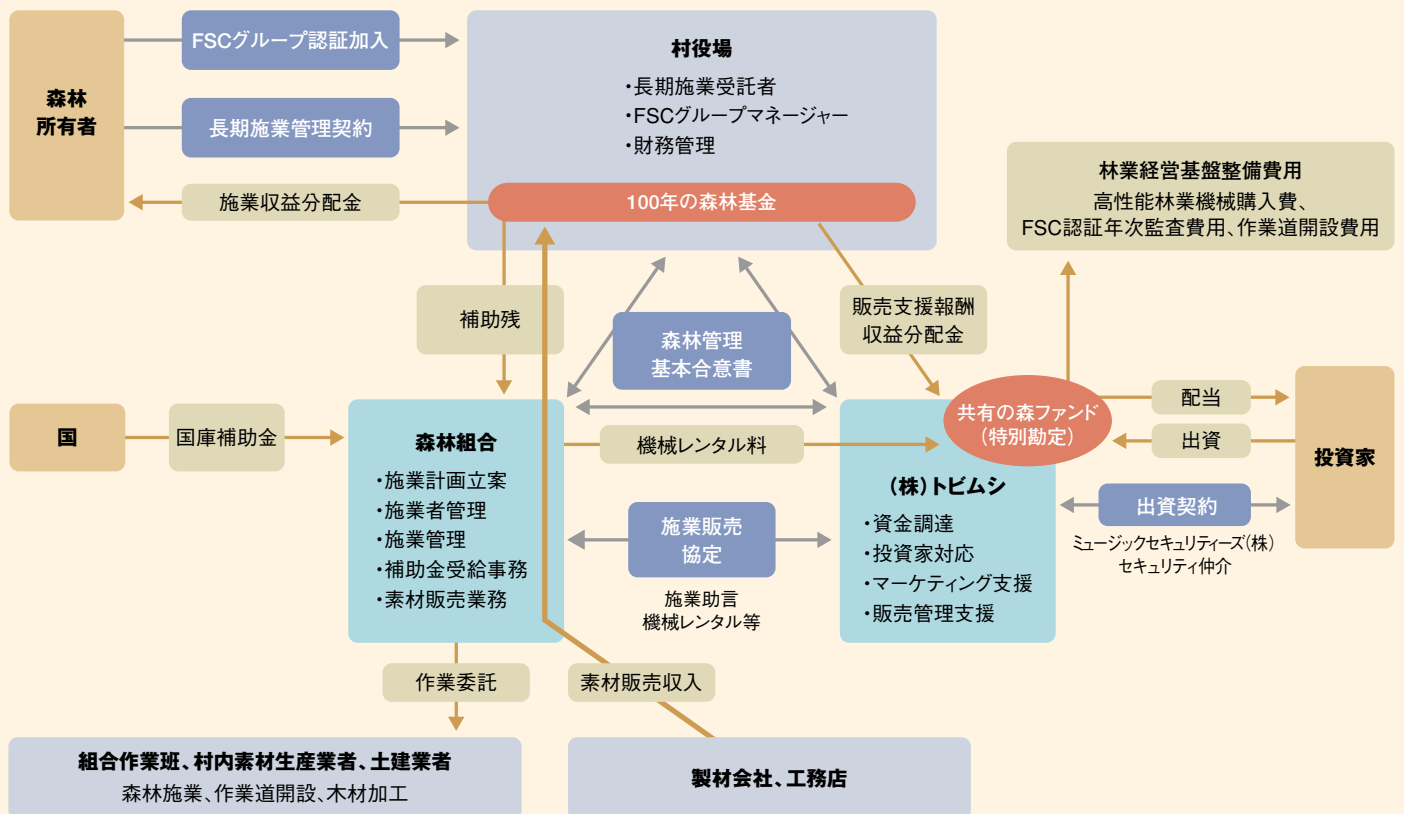 FSCグループ認証加入
森林
所有者
長期施業管理契約
施業収益分配金
村役場
・長期施業受託者
・FSCグループマネージャー
・財務管理
100年の森林基金
林業経営基盤整備費用
高性能林業機械購入費、
FSC認証年次監査費用、作業道開設費用
補助残
森林管理
基本合意書
販売支援報酬
収益分配金
国
国庫補助金
森林組合
・施業計画立案
・施業者管理
・施業管理
・補助金受給事務
・素材販売業務
機械レンタル料
施業販売
協定
施業助言
機械レンタル等
共有の森ファンド
(特別勘定)
(株)トビムシ
・資金調達
・投資家対応
・マーケティング支援
・販売管理支援
配当
出資
投資家
出資契約
ミュージックセキュリティーズ(株)
セキュリティ仲介
作業委託
素材販売収入
組合作業班、村内素材生産業者、土建業者
森林施業、作業道開設、木材加工
製材会社、工務店